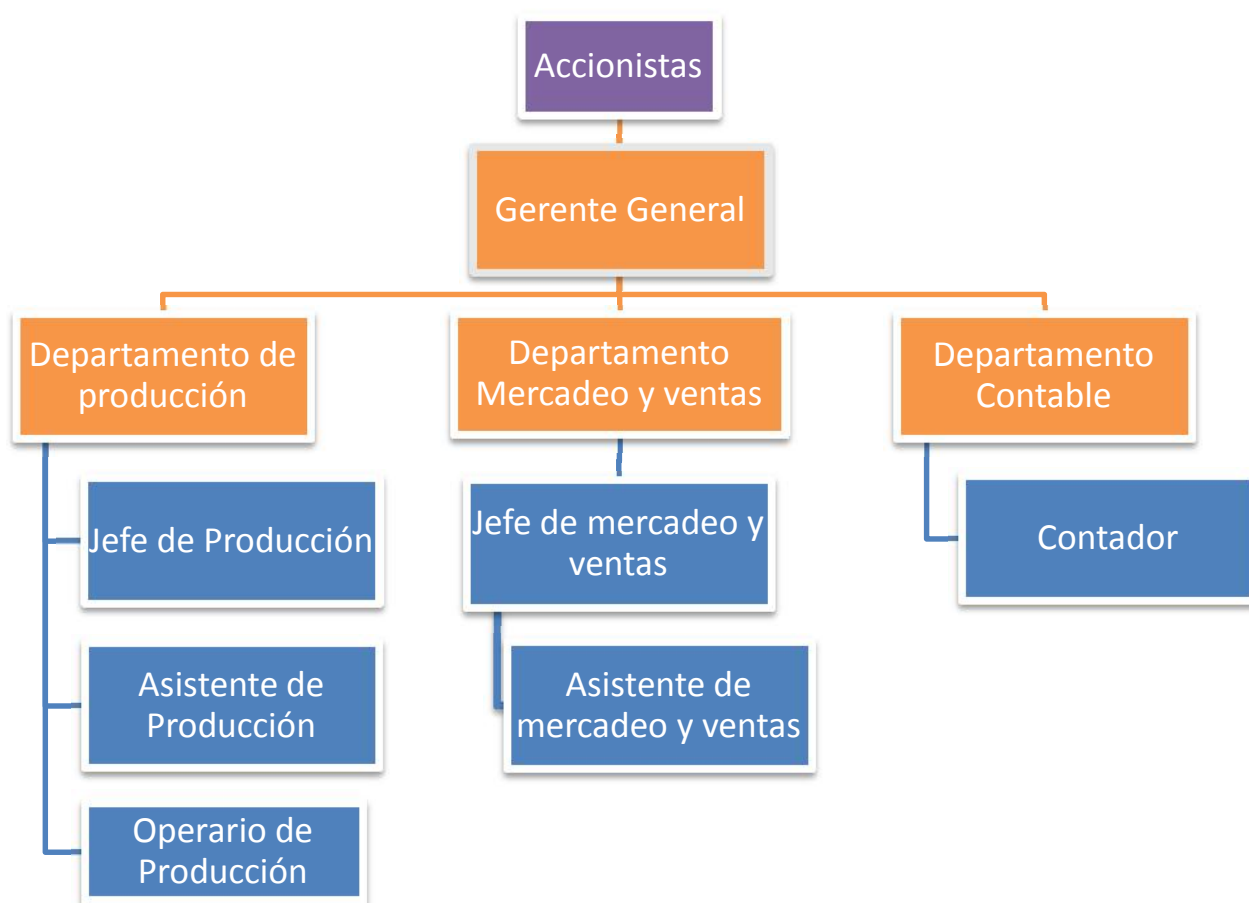 Accionistas
Gerente General
Departamento de
producción
Departamento
Mercadeo y ventas
Departamento
Contable
Jefe de Producción
Jefe de mercadeo y
ventas
Contador
Asistente de
Producción
Asistente de
mercadeo y ventas
Operario de
Producción